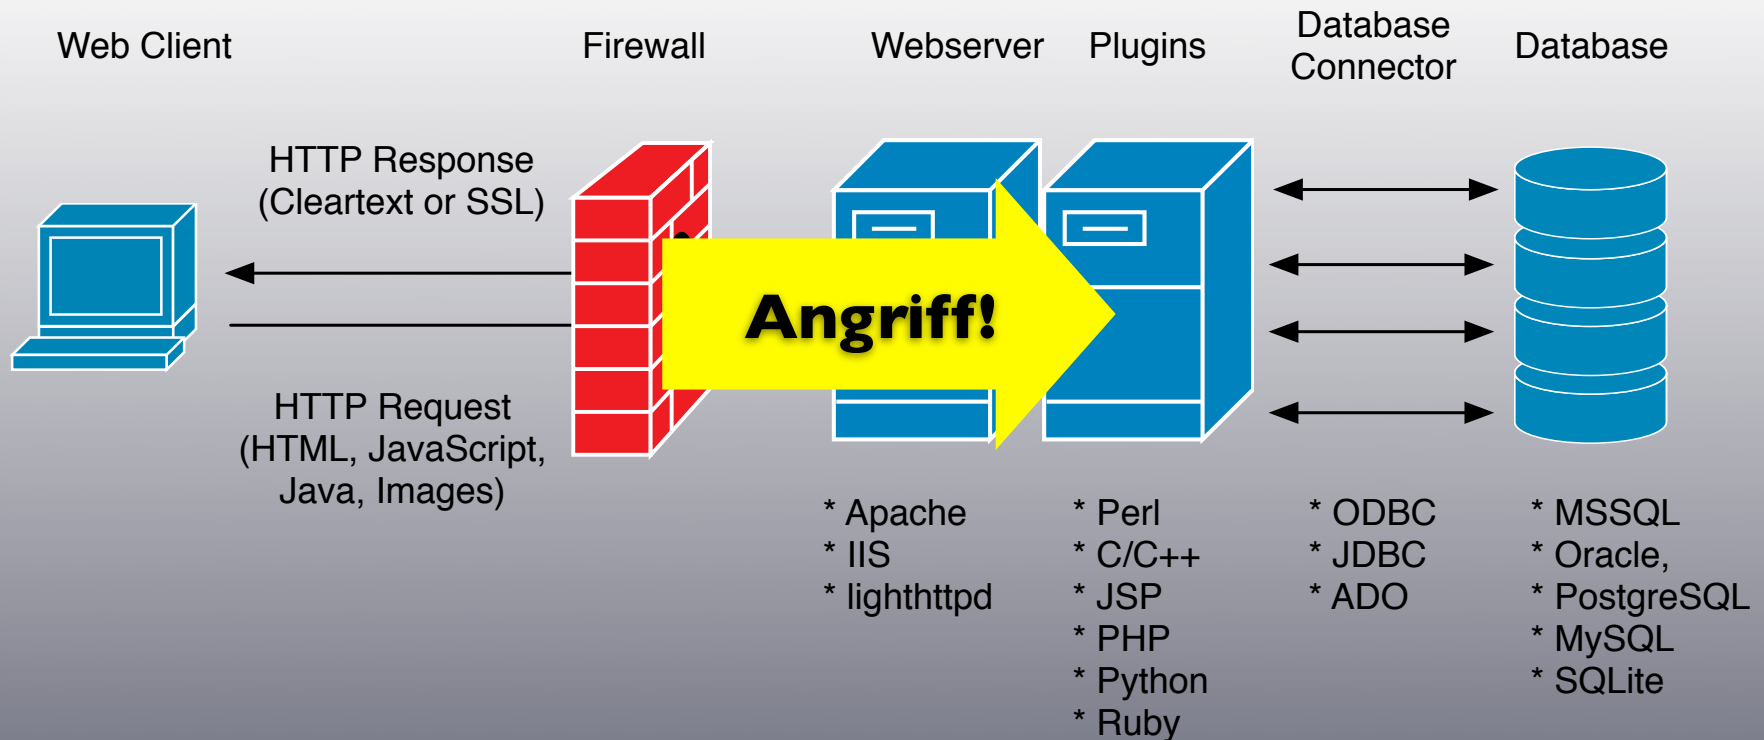 Web Client
Firewall
Webserver
Plugins
Database
Connector
Database
HTTP Response
(Cleartext or SSL)
Angriff!
HTTP Request
(HTML, JavaScript,
Java, Images)
* Apache
* IIS
* lighthttpd
* Perl
* C/C++
* JSP
* PHP
* Python
* Ruby
* ODBC
* JDBC
* ADO
* MSSQL
* Oracle,
* PostgreSQL
* MySQL
* SQLite